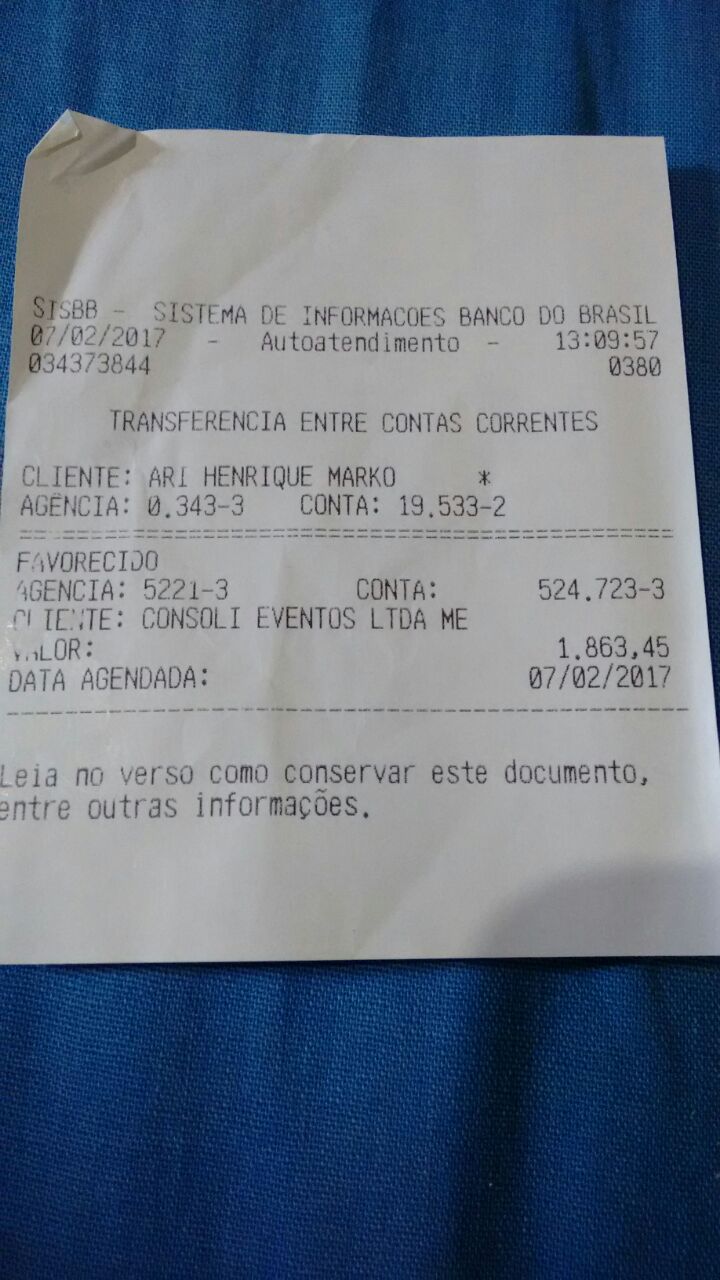 SISBB - SISTEMA DE INFORMACOES BANCO DO BRASIL
07/02/2017 - Autoatendimento - 13:09:57
034373844 0380
TRANSFERENCIA ENTRE CONTAS CORRENTES
CLIENTE: ARI HENRIQUE MARKO *
AGENCIA: 0.343-3 CONTA: 19.533-2
FAVORECIDO
AGENCIA: 5221-3 CONTA: 524.723-3
CLIENTE: CONSOLI EVENTOS LTDA ME
VALOR: 1.863,45
DATA AGENDADA: 07/02/2017
Leia no verso como conservar este documento,
entre outras informações.